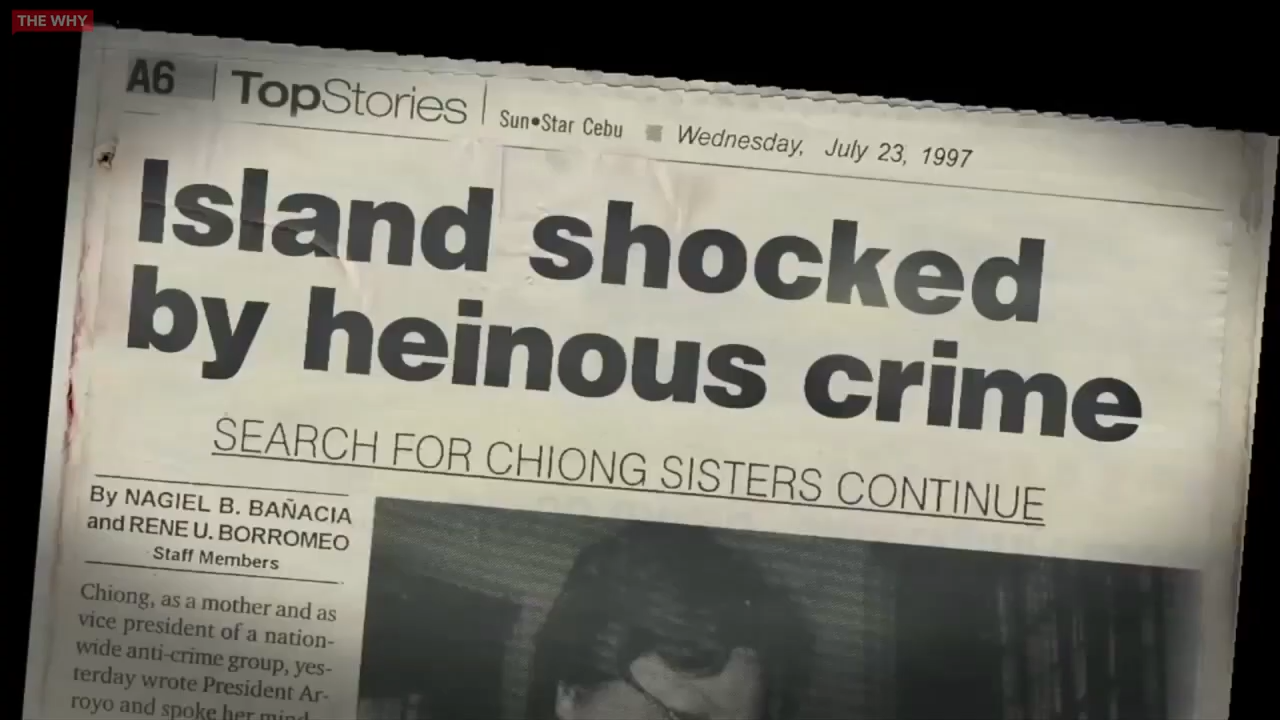 THE WHY
A6 TopStories Sun•Star Cebu Wednesday, July 23, 1997
Island shocked
by heinous crime
SEARCH FOR CHIONG SISTERS CONTINUE
By NAGIEL B. BAÑACIA
and RENE U. BORROMEO
Staff Members
Chiong, as a mother and as
vice president of a nation-
wide anti-crime group, yes-
terday wrote President Ar-
royo and spoke her mind